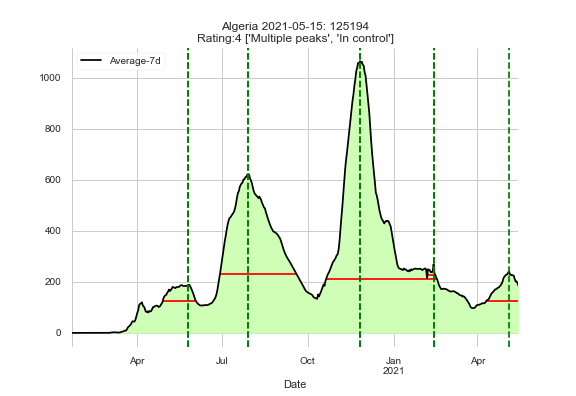 Algeria 2021-05-15: 125194
Rating:4 ['Multiple peaks', 'In control']
Average-7d
1000
800
600
400
200
0
Apr
Jul
Oct
Jan
2021
Apr
Date